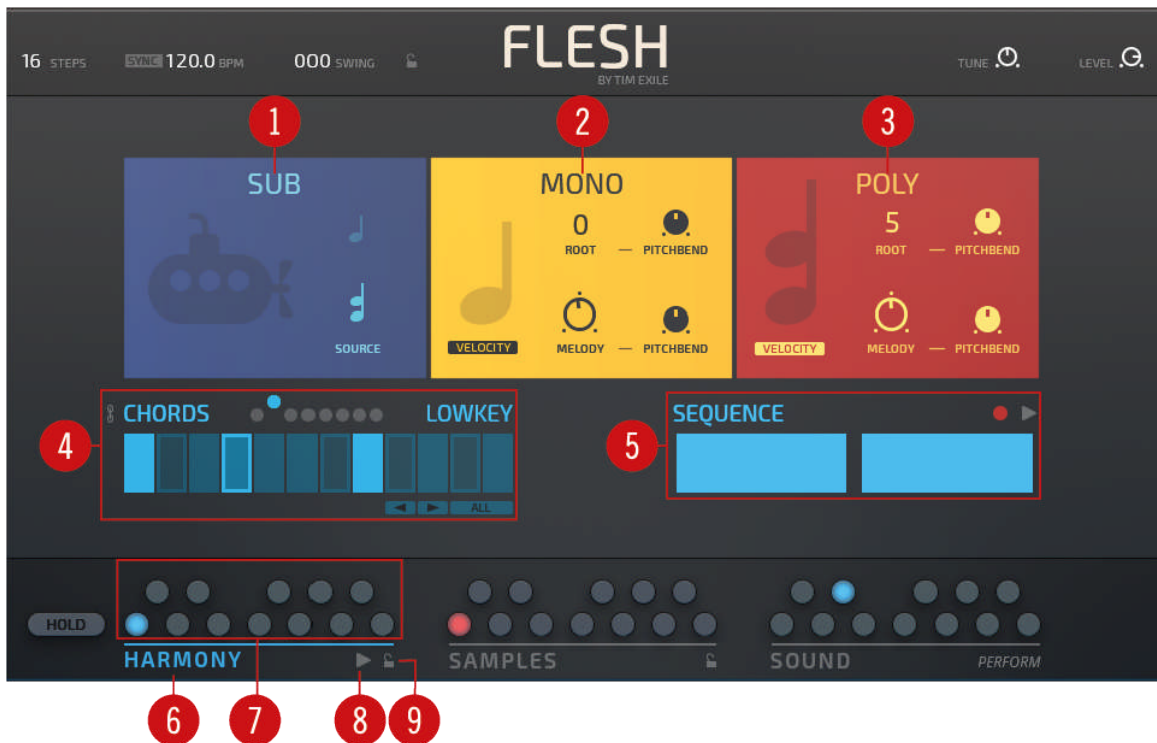 FLESH
16 STEPS SYNC 120.0 BPM 000 SWING TUNE LEVEL
BY TIM EXILE
1 2 3
SUB MONO POLY
0 5
ROOT — PITCHBEND ROOT — PITCHBEND
SOURCE VELOCITY MELODY — PITCHBEND VELOCITY MELODY — PITCHBEND
CHORDS LOWKEY SEQUENCE
4 5
ALL
HOLD
HARMONY SAMPLES SOUND PERFORM
6 7 8 9